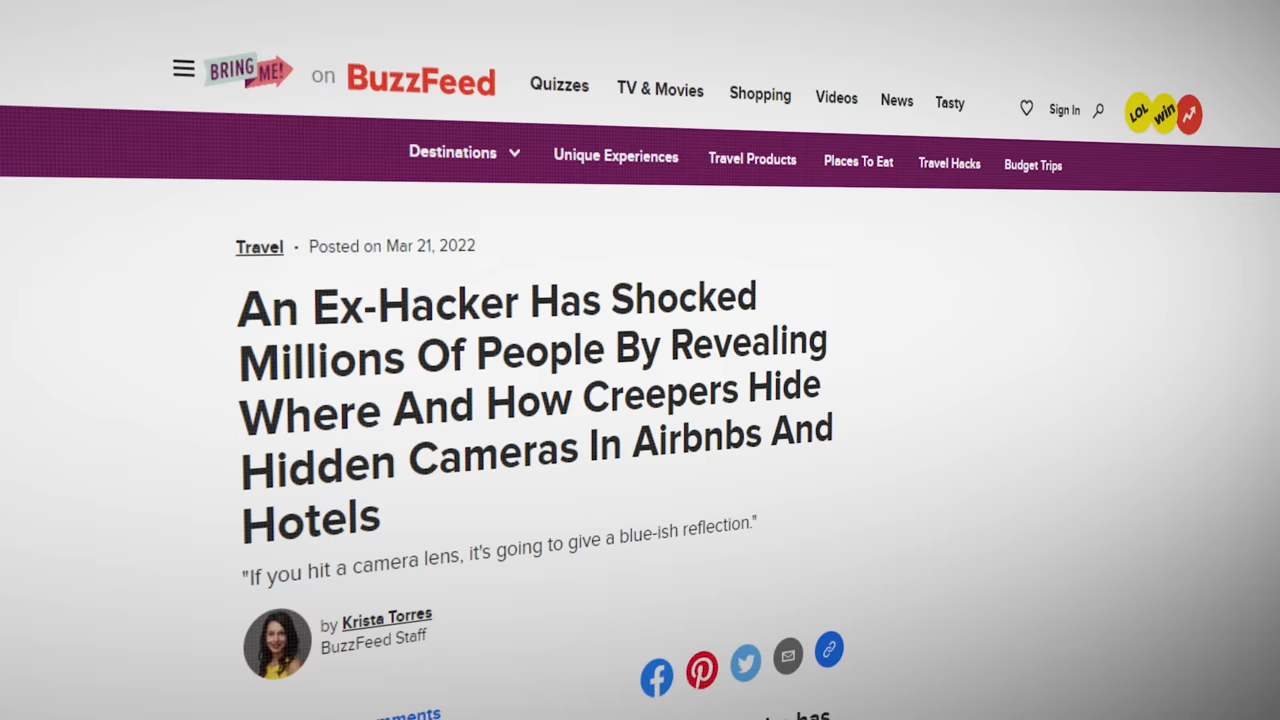 BRING ME! on BuzzFeed Quizzes TV & Movies Shopping Videos News Tasty Sign In LOL win
Destinations Unique Experiences Travel Products Places To Eat Travel Hacks Budget Trips
Travel · Posted on Mar 21, 2022
An Ex-Hacker Has Shocked
Millions Of People By Revealing
Where And How Creepers Hide
Hidden Cameras In Airbnbs And
Hotels
"If you hit a camera lens, it's going to give a blue-ish reflection."
by Krista Torres
BuzzFeed Staff